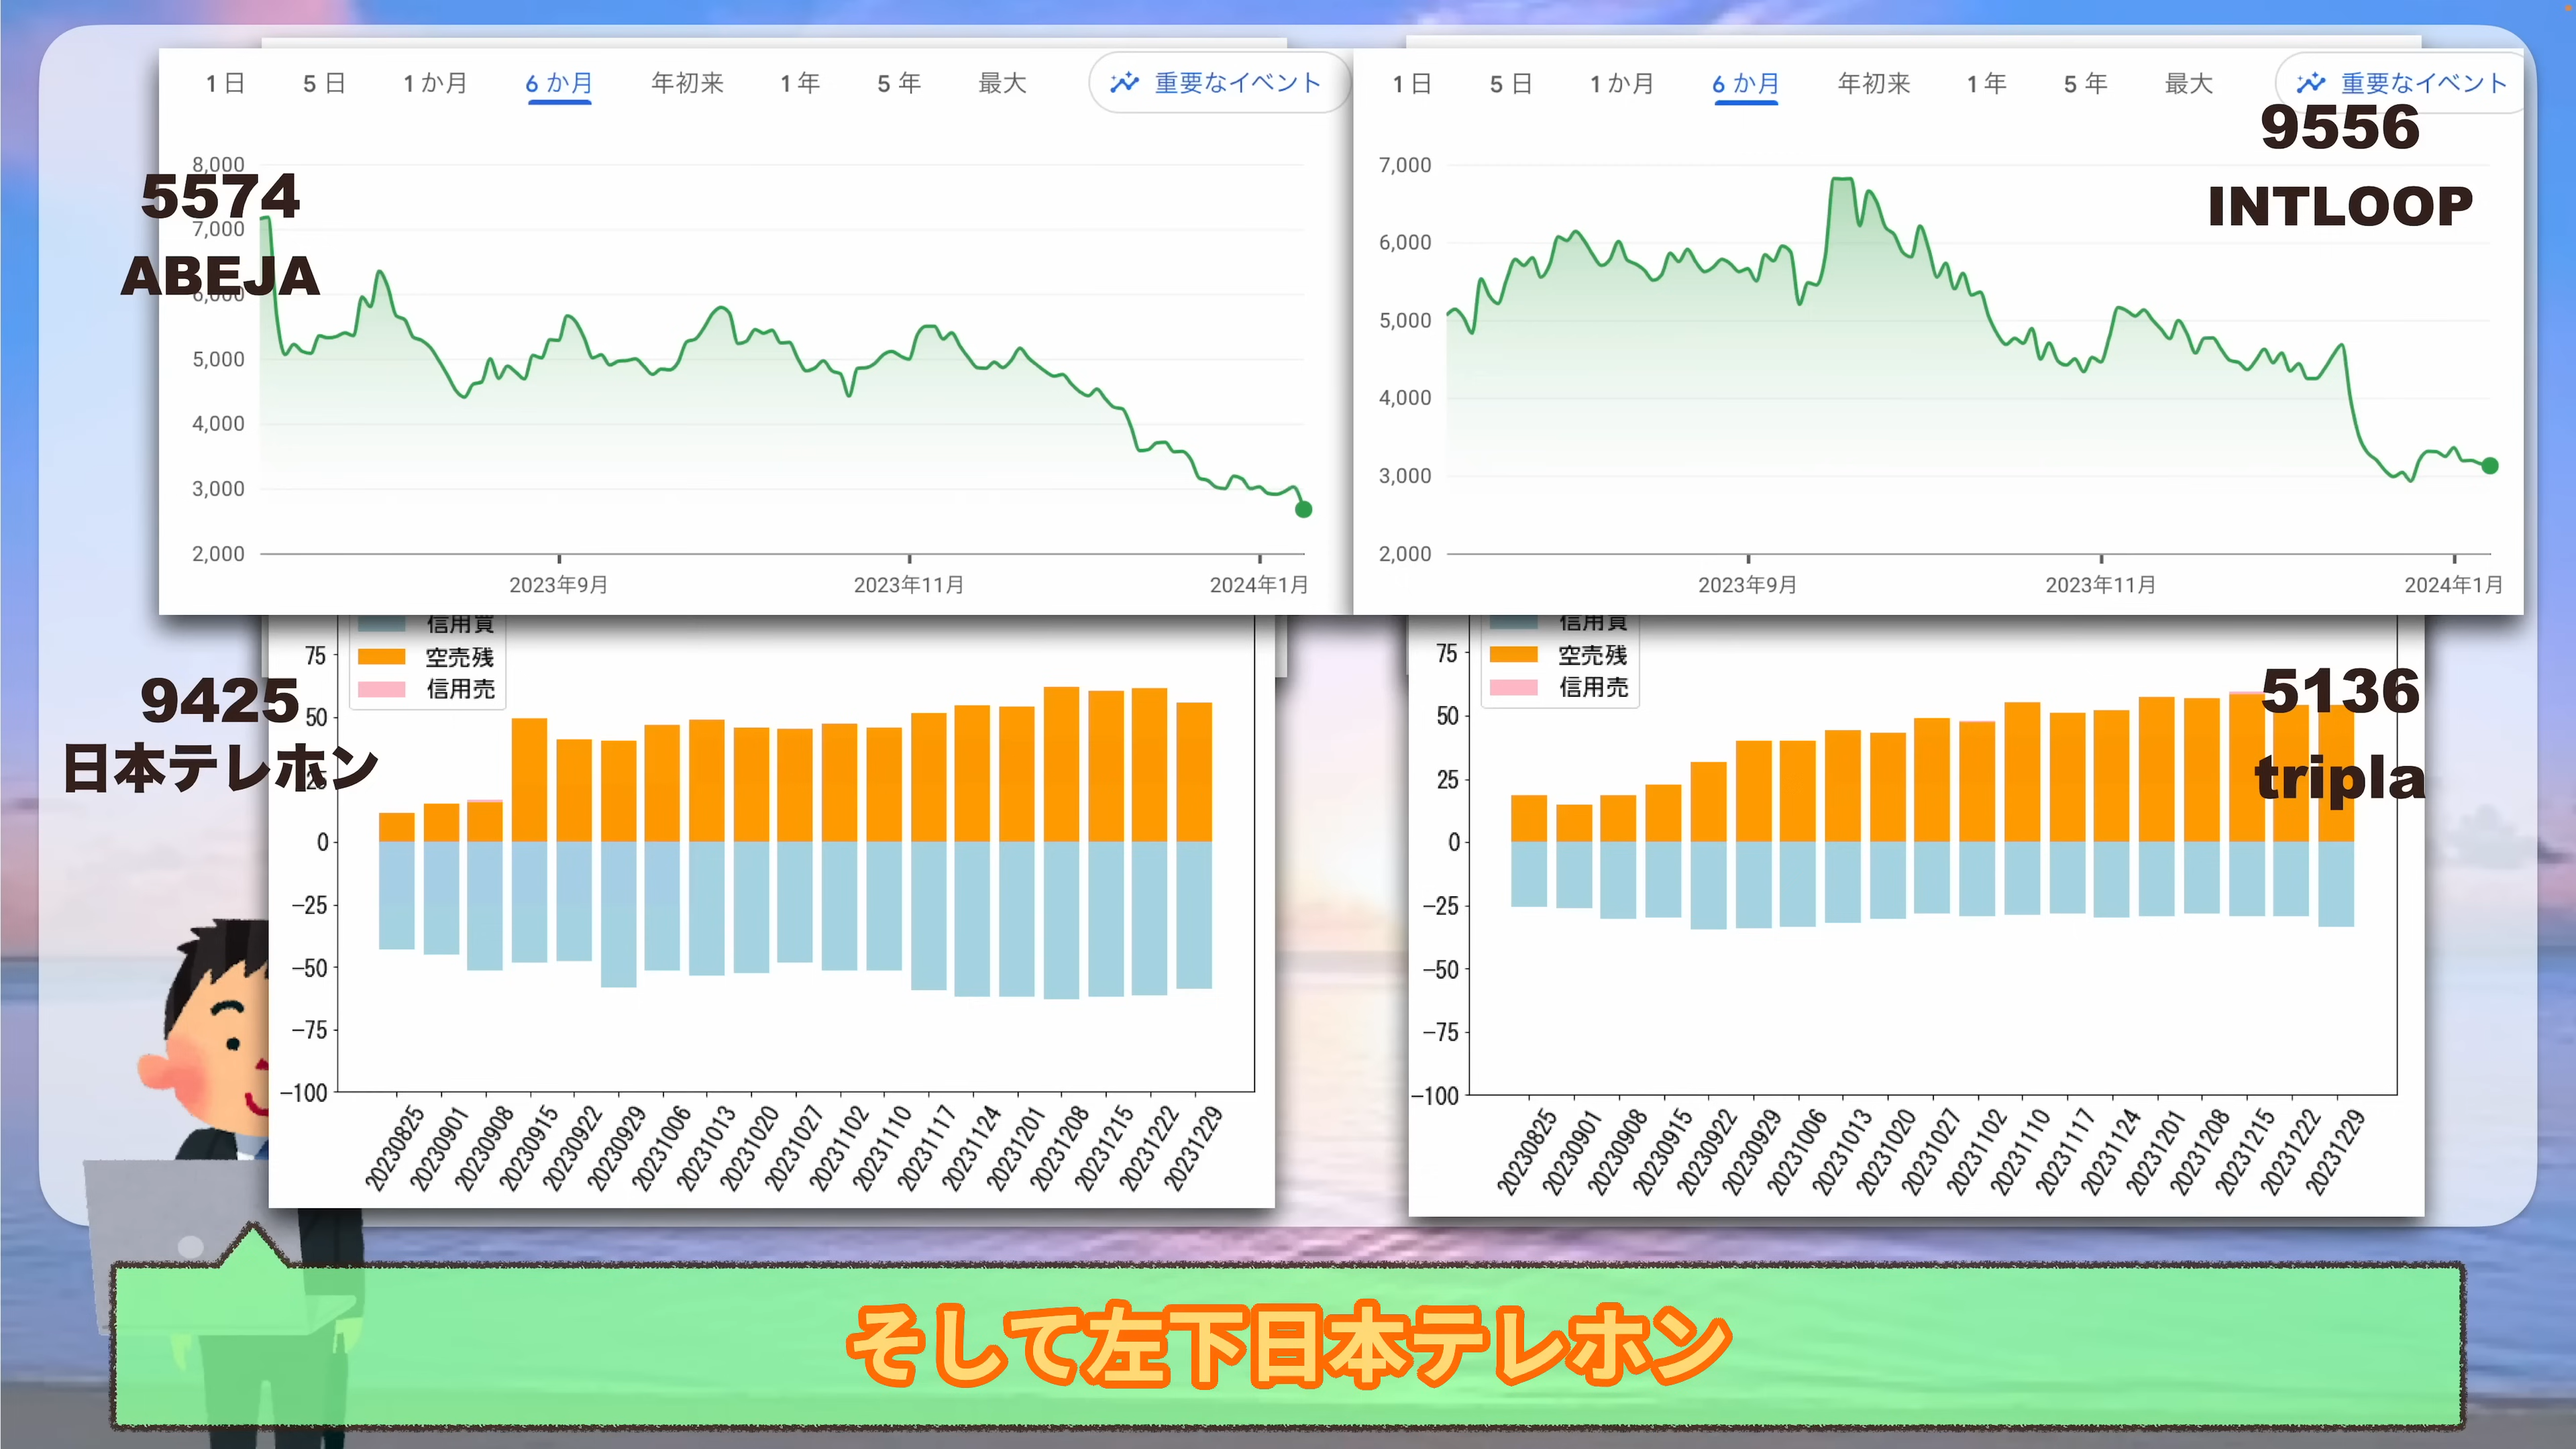 1日 5日 1か月 6か月 年初来 1年 5年 最大 重要なイベント
8,000
7,000
5,000
4,000
3,000
2,000
2023年9月 2023年11月 2024年1月
5574
ABEJA
1日 5日 1か月 6か月 年初来 1年 5年 最大 重要なイベント
9556
INTLOOP
7,000
6,000
5,000
4,000
3,000
2,000
2023年9月 2023年11月 2024年1月
9425
日本テレホン
信用買
空売残
信用売
75
50
0
−25
−50
−75
−100
20230825 20230901 20230908 20230915 20230922 20230929 20231006 20231013 20231020 20231027 20231102 20231110 20231117 20231124 20231201 20231208 20231215 20231222 20231229
5136
tripla
信用買
空売残
信用売
75
50
25
0
−25
−50
−75
−100
20230825 20230901 20230908 20230915 20230922 20230929 20231006 20231013 20231020 20231027 20231102 20231110 20231117 20231124 20231201 20231208 20231215 20231222 20231229
そして左下日本テレホン